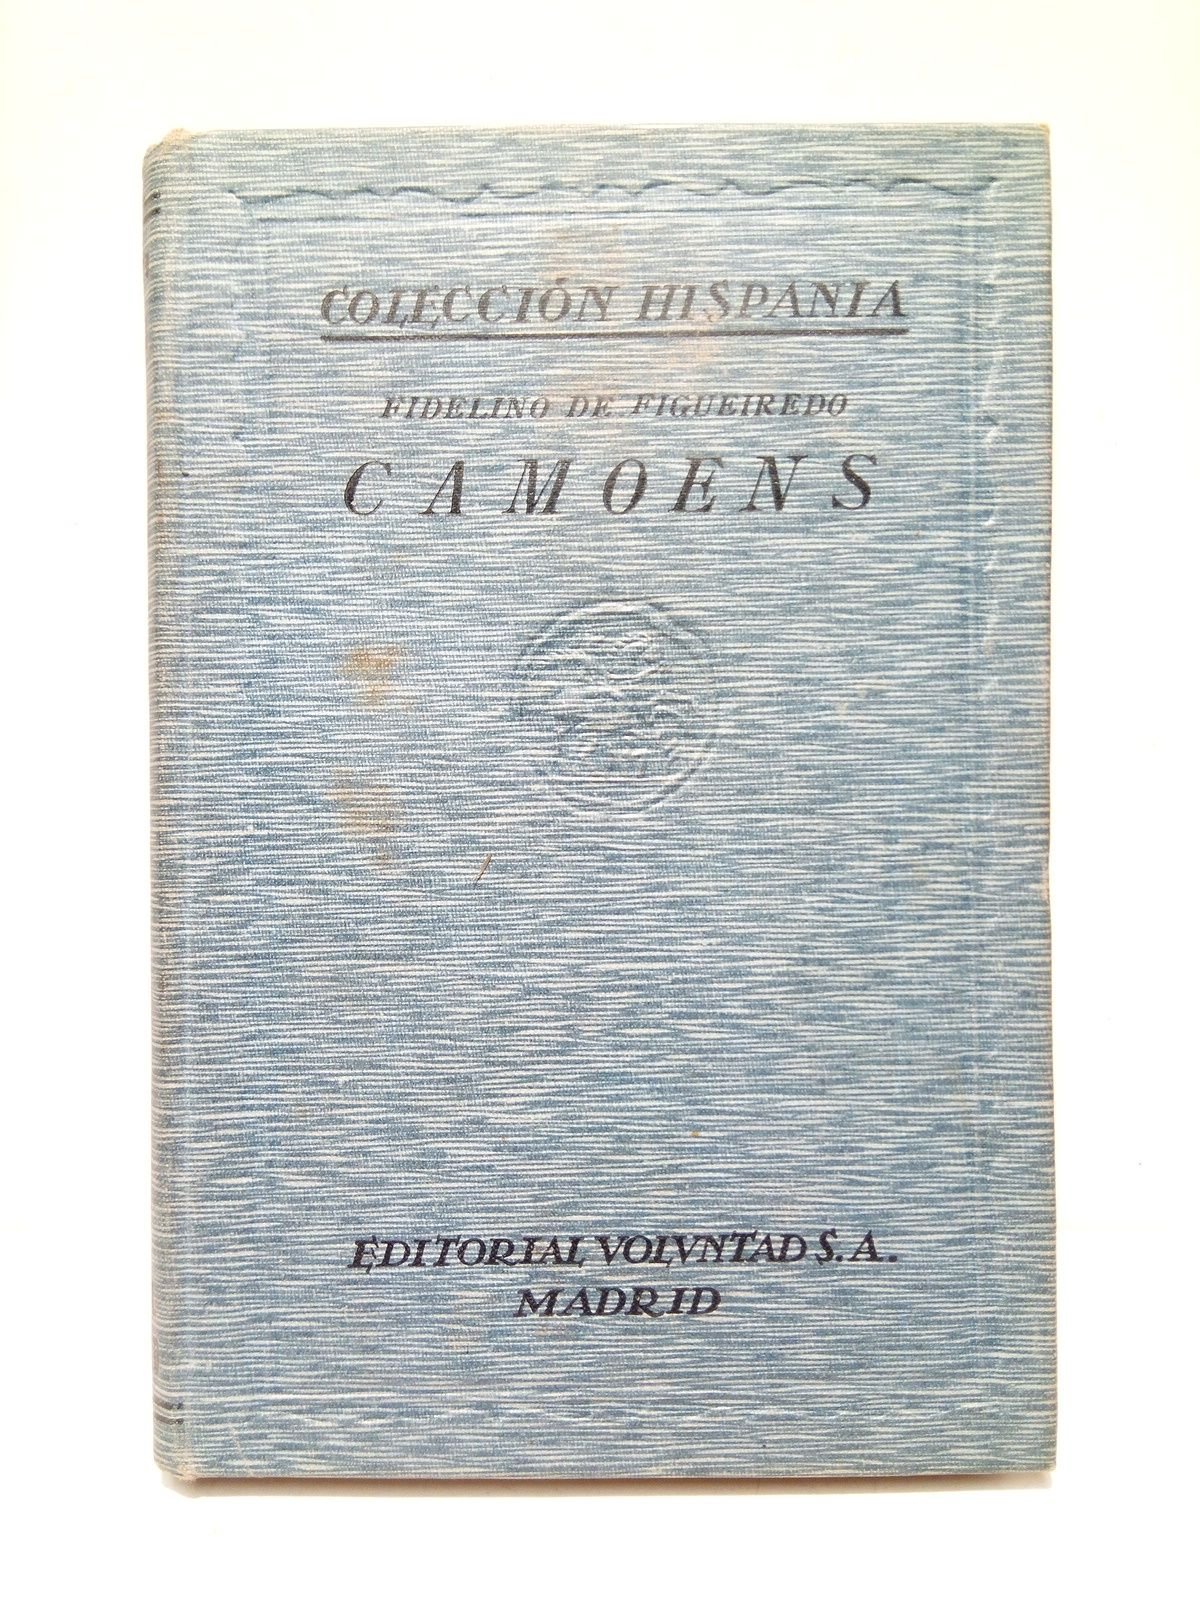 COLECCIÓN HISPANIA
FIDELINO DE FIGUEIREDO
CAMOENS
EDITORIAL VOLVNTAD S.A.
MADRID